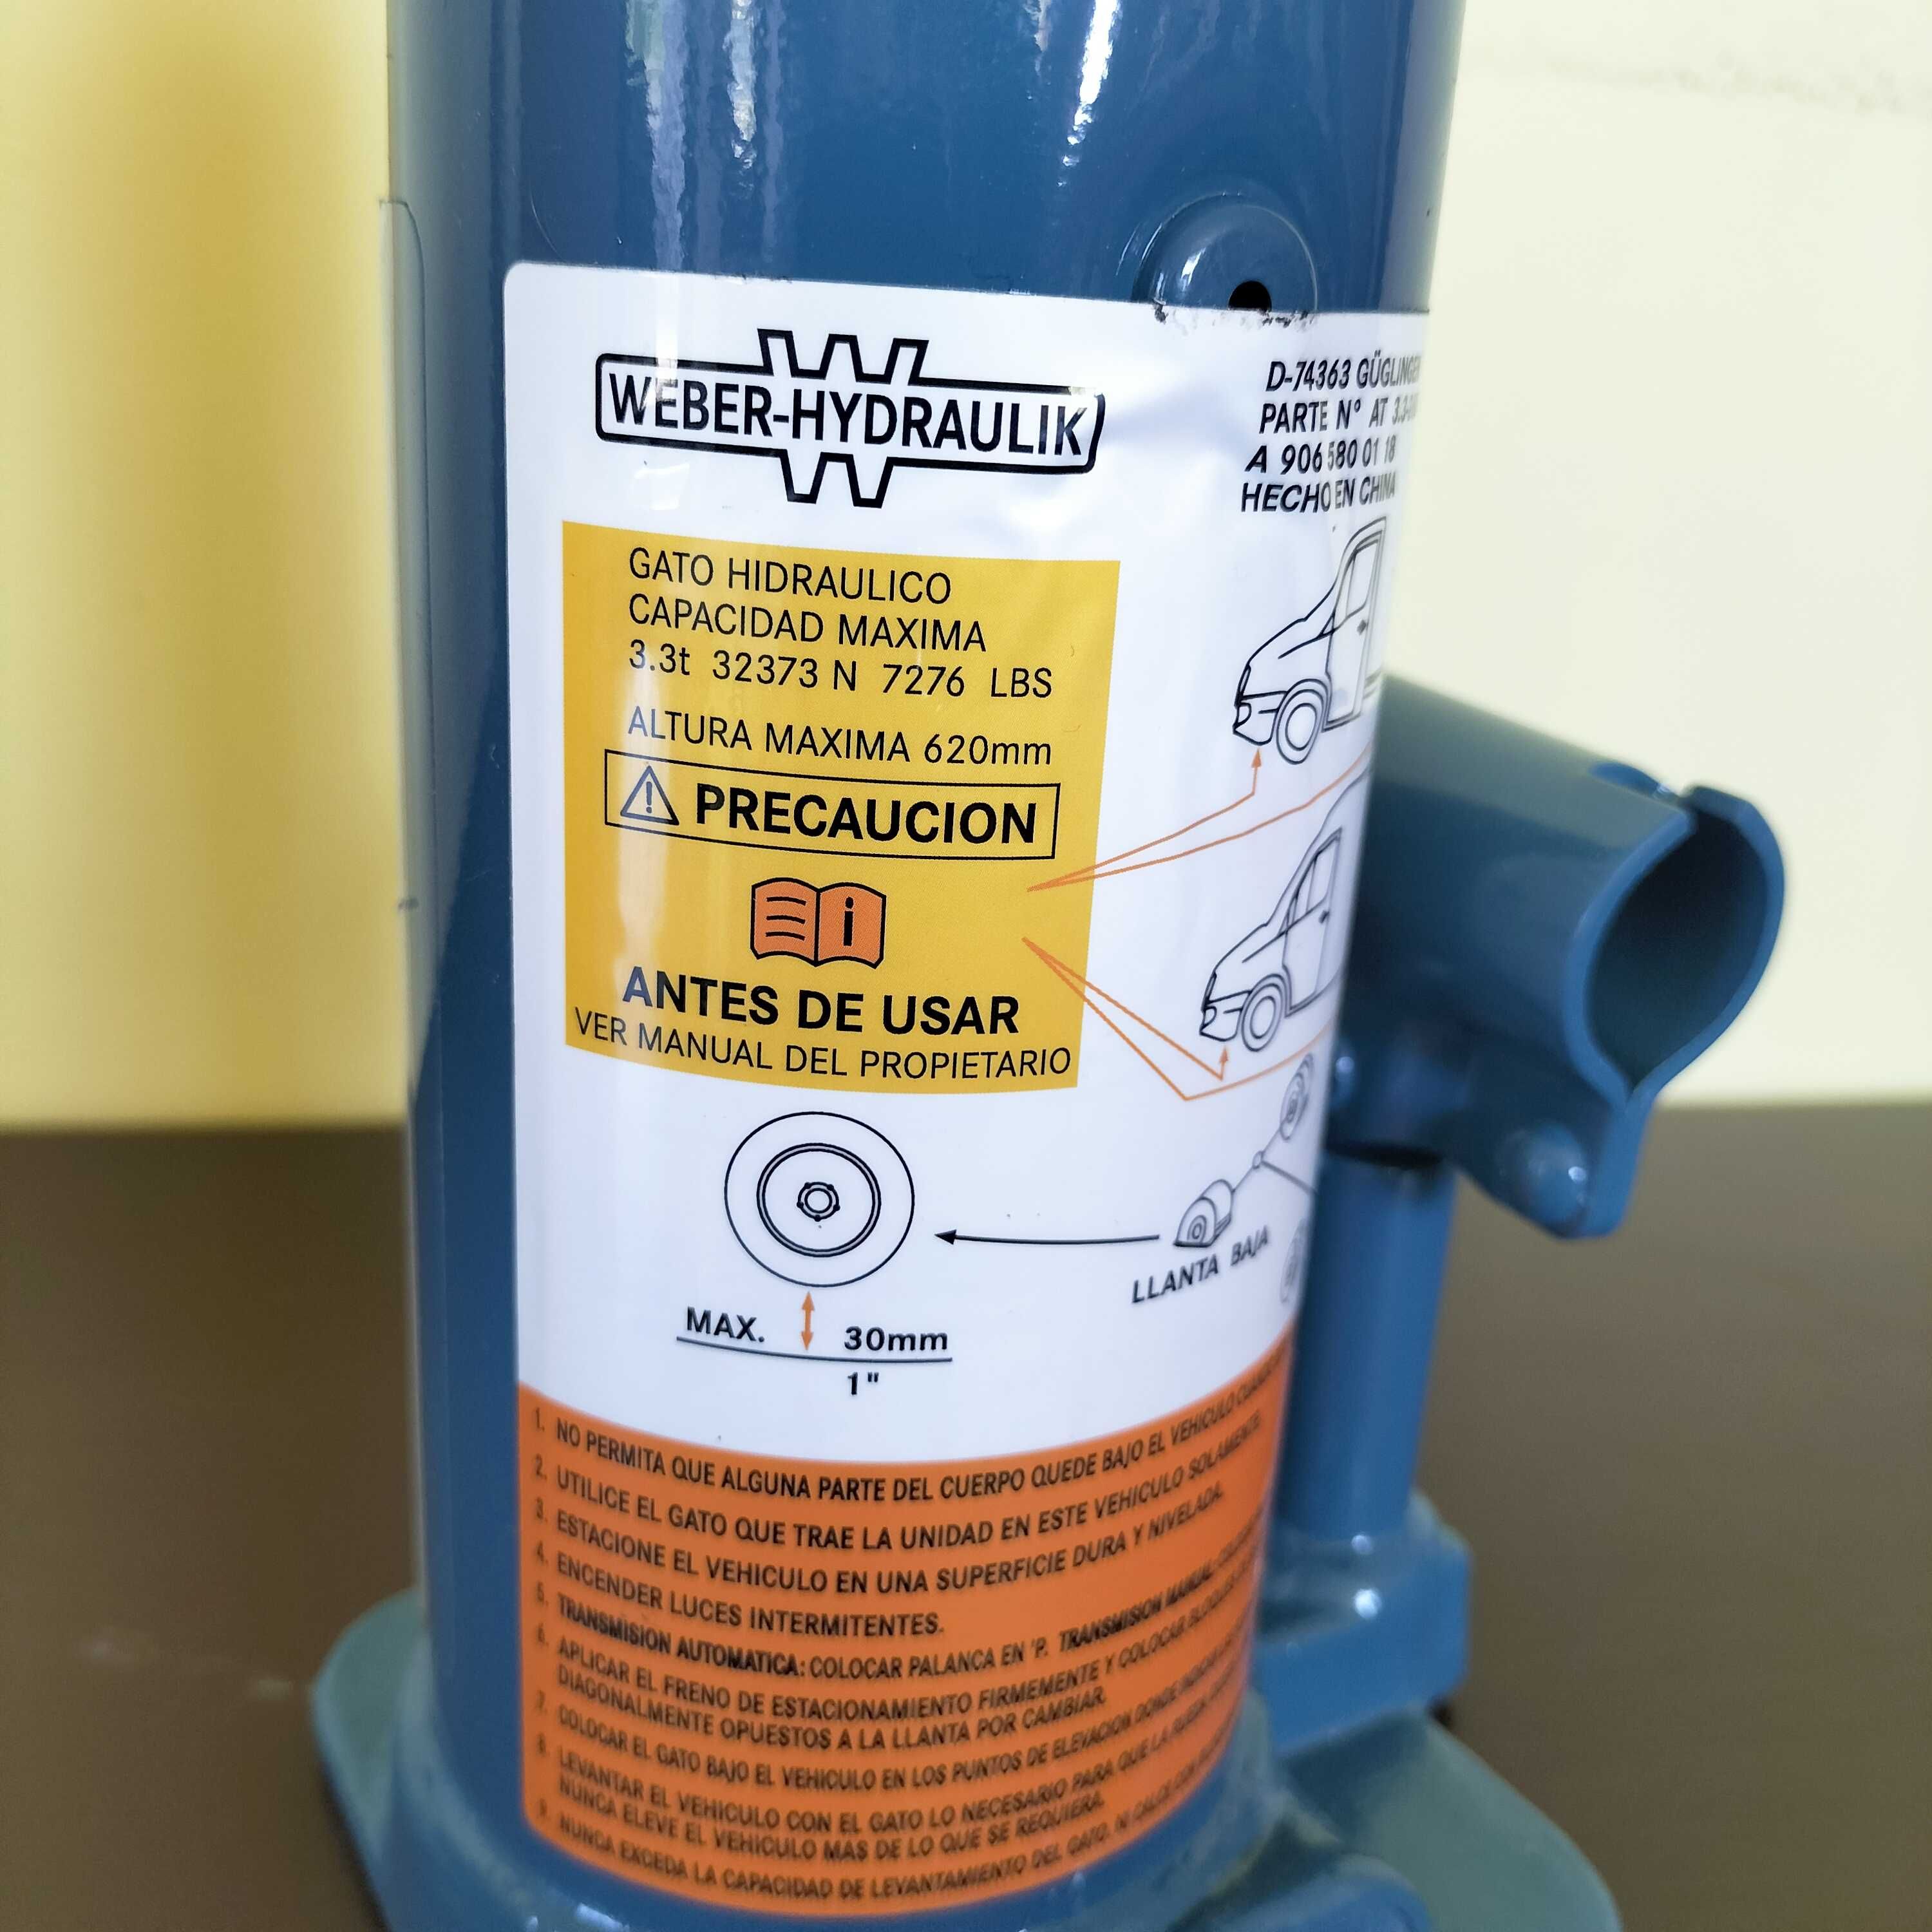 WEBER-HYDRAULIK
D-74363 GÜGLINGEN
PARTE N° AT
A 906 580 01 18
HECHO EN CHINA
GATO HIDRAULICO
CAPACIDAD MAXIMA
3.3t 32373 N 7276 LBS
ALTURA MAXIMA 620mm
PRECAUCION
i
ANTES DE USAR
VER MANUAL DEL PROPIETARIO
LLANTA BAJA
MAX. 30mm
1"
1. NO PERMITA QUE ALGUNA PARTE DEL CUERPO QUEDE BAJO EL VEHICULO
2. UTILICE EL GATO QUE TRAE LA UNIDAD EN ESTE VEHICULO SOLAMENTE.
3. ESTACIONE EL VEHICULO EN UNA SUPERFICIE DURA Y NIVELADA.
4. ENCENDER LUCES INTERMITENTES.
5. TRANSMISION AUTOMATICA: COLOCAR PALANCA EN 'P. TRANSMISION MANUAL:
6. APLICAR EL FRENO DE ESTACIONAMIENTO FIRMEMENTE Y COLOCAR
DIAGONALMENTE OPUESTOS A LA LLANTA POR CAMBIAR.
7. COLOCAR EL GATO BAJO EL VEHICULO EN LOS PUNTOS DE ELEVACION DONDE
8. LEVANTAR EL VEHICULO CON EL GATO LO NECESARIO PARA QUE LA RUEDA
NUNCA ELEVE EL VEHICULO MAS DE LO QUE SE REQUIERA.
9. NUNCA EXCEDA LA CAPACIDAD DE LEVANTAMIENTO DEL GATO. NI